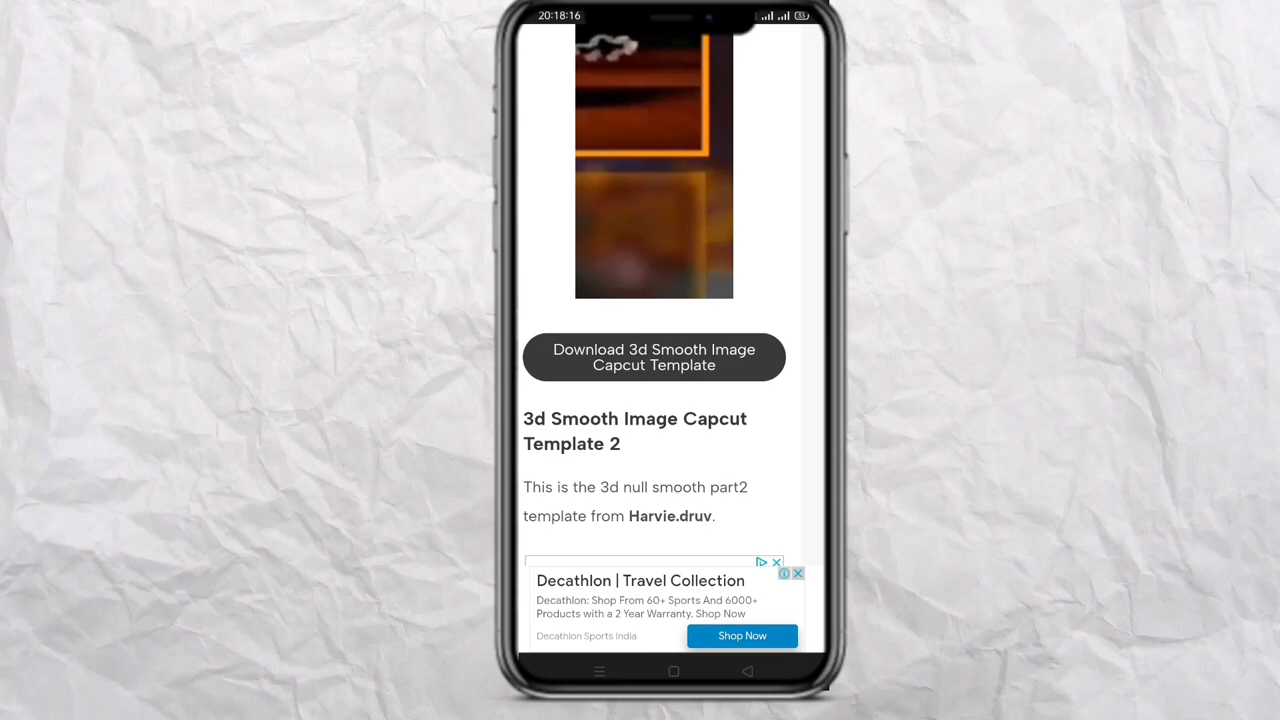 20:18:16
Download 3d Smooth Image
Capcut Template
3d Smooth Image Capcut
Template 2
This is the 3d null smooth part2
template from Harvie.druv.
Decathlon | Travel Collection
Decathlon: Shop From 60+ Sports And 6000+
Products with a 2 Year Warranty. Shop Now
Decathlon Sports India
Shop Now